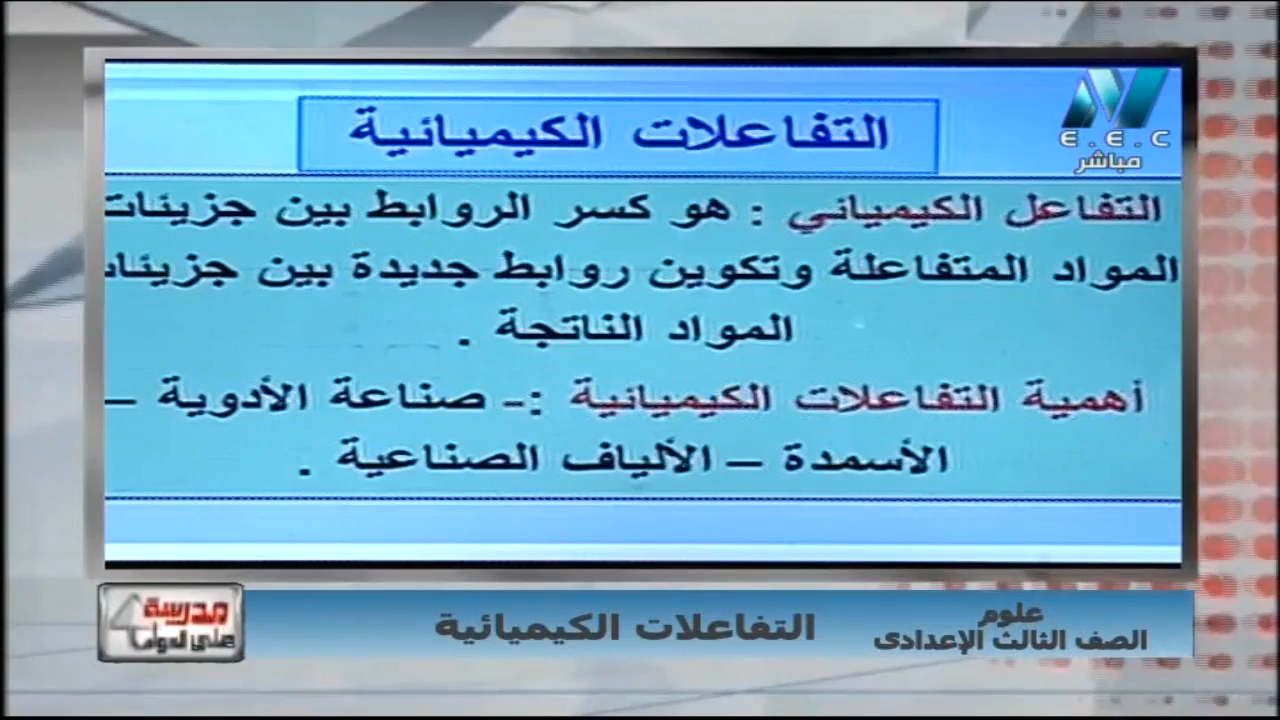 التفاعلات الكيميائية
E.E.C
مباشر
التفاعل الكيميائي : هو كسر الروابط بين جزيئات
المواد المتفاعلة وتكوين روابط جديدة بين جزيئات
المواد الناتجة .
أهمية التفاعلات الكيميائية :- صناعة الأدوية –
الأسمدة – الألياف الصناعية .
علوم
الصف الثالث الإعدادى
التفاعلات الكيميائية
مدرسة
على الهواء